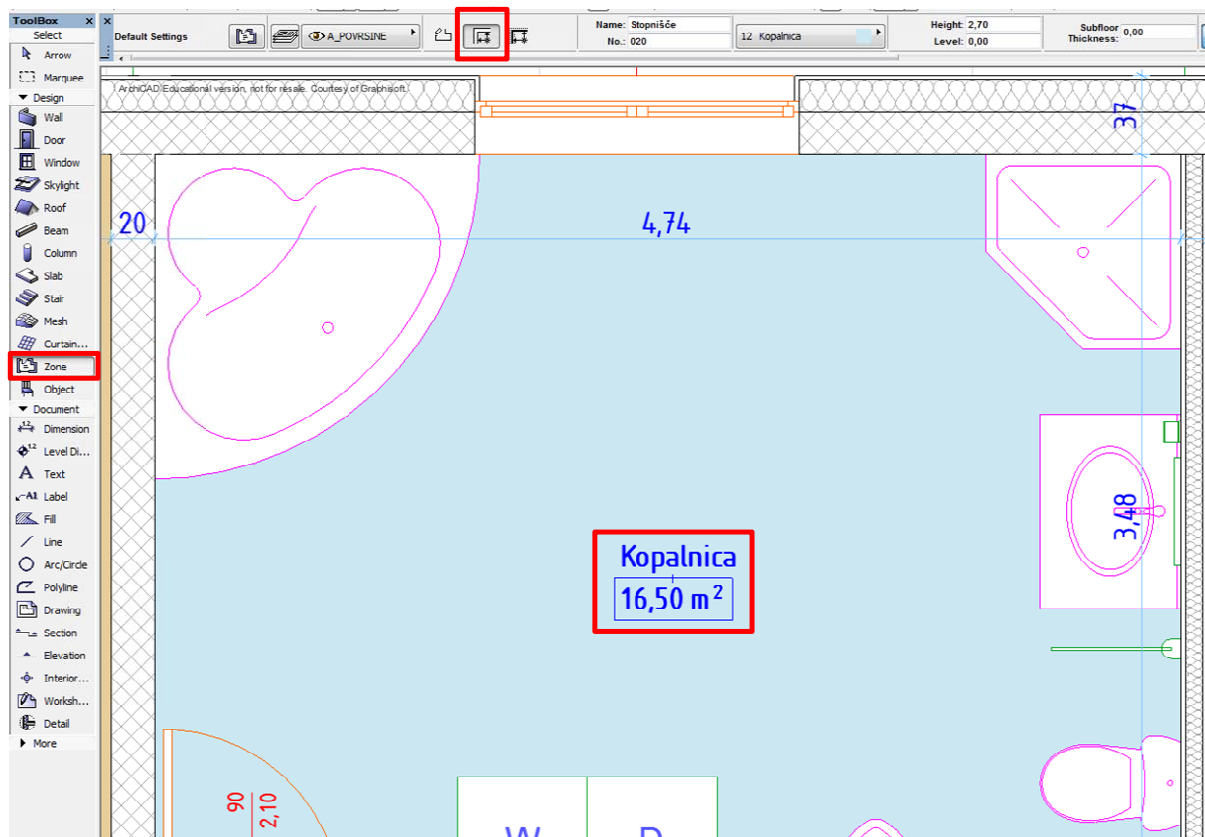 ToolBox
Select
Arrow
Marquee
Design
Wall
Door
Window
Skylight
Roof
Beam
Column
Slab
Stair
Mesh
Curtain...
Zone
Object
Document
Dimension
Level Di...
Text
Label
Fill
Line
Arc/Circle
Polyline
Drawing
Section
Elevation
Interior...
Worksh...
Detail
More
Default Settings
A_POVRSINE
Name: Stopnišče
No.: 020
12 Kopalnica
Height: 2,70
Level: 0,00
Subfloor
Thickness: 0,00
ArchiCAD Educational version, not for resale. Courtesy of Graphisoft.
37
20
4,74
3,48
Kopalnica
16,50 m²
90
2,10
W
D